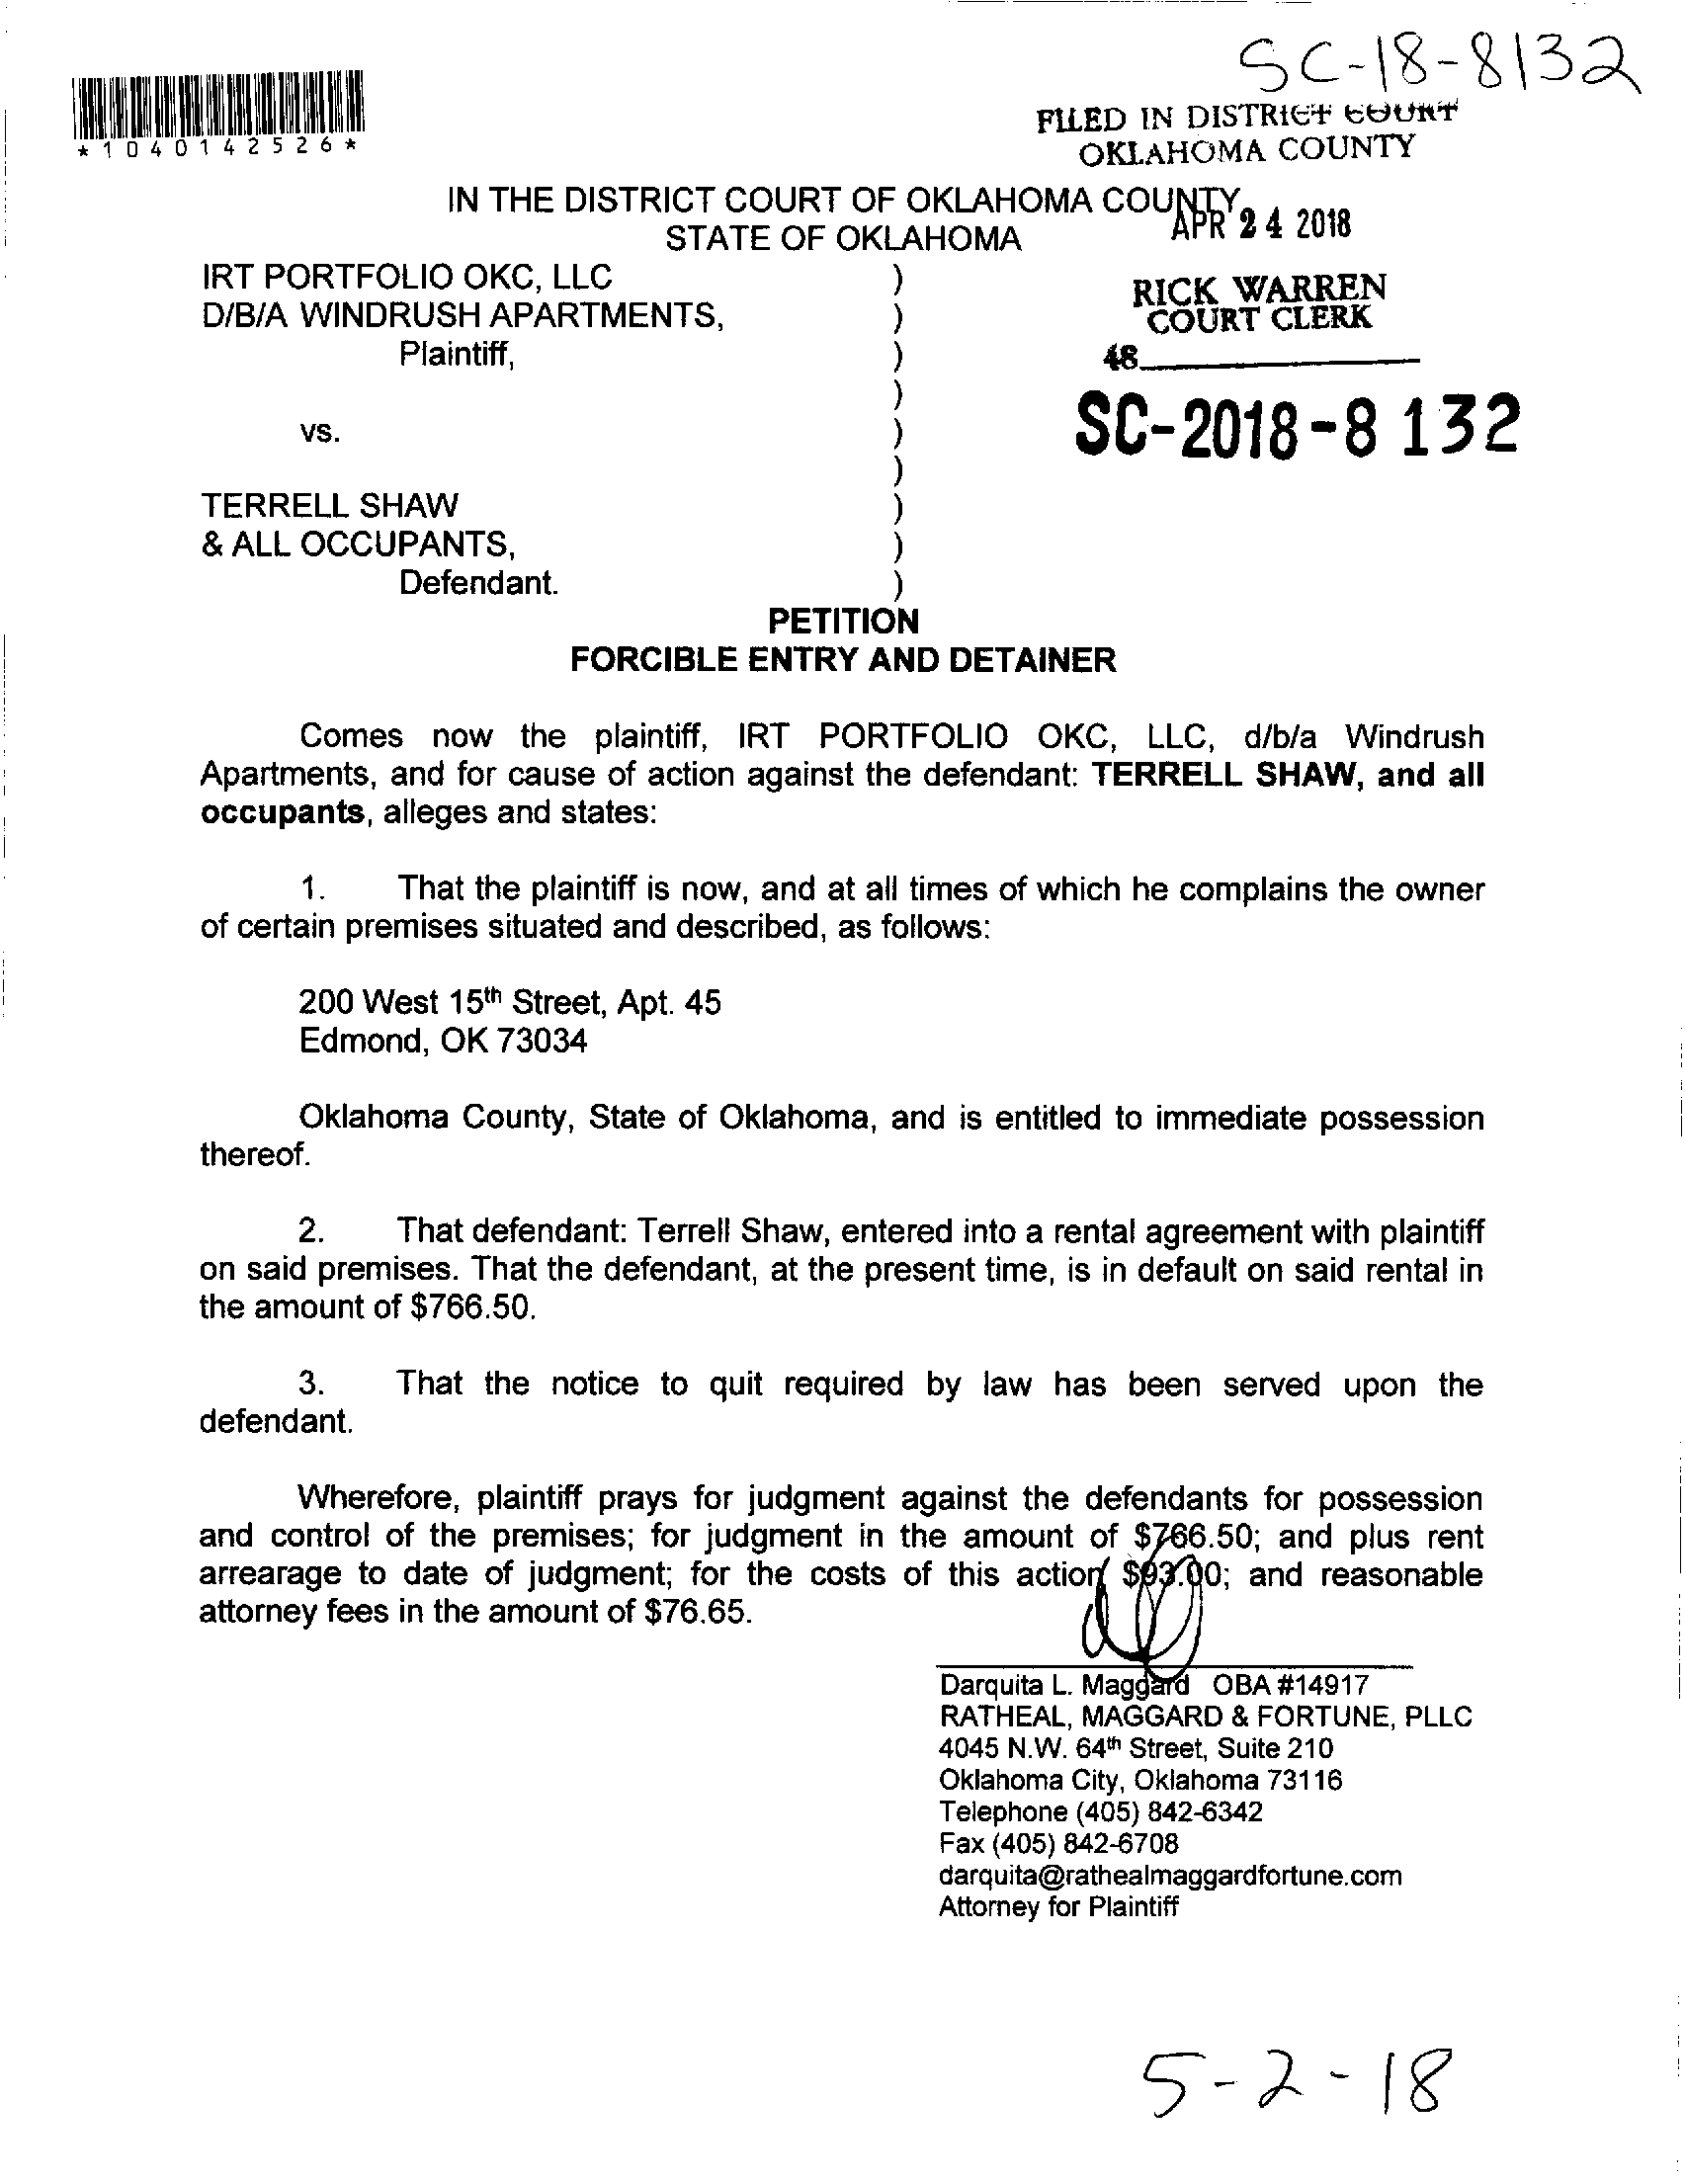 SC-18-8132
*1040142526*
FILED IN DISTRICT COURT
OKLAHOMA COUNTY
IN THE DISTRICT COURT OF OKLAHOMA COUNTY
APR 24 2018
STATE OF OKLAHOMA
IRT PORTFOLIO OKC, LLC )
RICK WARREN
D/B/A WINDRUSH APARTMENTS, )
COURT CLERK
Plaintiff, )
48
)
SC-2018-8132
vs. )
)
TERRELL SHAW )
& ALL OCCUPANTS, )
Defendant. )
PETITION
FORCIBLE ENTRY AND DETAINER
Comes now the plaintiff, IRT PORTFOLIO OKC, LLC, d/b/a Windrush
Apartments, and for cause of action against the defendant: TERRELL SHAW, and all
occupants, alleges and states:
1. That the plaintiff is now, and at all times of which he complains the owner
of certain premises situated and described, as follows:
200 West 15th Street, Apt. 45
Edmond, OK 73034
Oklahoma County, State of Oklahoma, and is entitled to immediate possession
thereof.
2. That defendant: Terrell Shaw, entered into a rental agreement with plaintiff
on said premises. That the defendant, at the present time, is in default on said rental in
the amount of $766.50.
3. That the notice to quit required by law has been served upon the
defendant.
Wherefore, plaintiff prays for judgment against the defendants for possession
and control of the premises; for judgment in the amount of $766.50; and plus rent
arrearage to date of judgment; for the costs of this action and reasonable
attorney fees in the amount of $76.65.
Darquita L. Maggard OBA #14917
RATHEAL, MAGGARD & FORTUNE, PLLC
4045 N.W. 64th Street, Suite 210
Oklahoma City, Oklahoma 73116
Telephone (405) 842-6342
Fax (405) 842-6708
darquita@rathealmaggardfortune.com
Attorney for Plaintiff
5-2-18